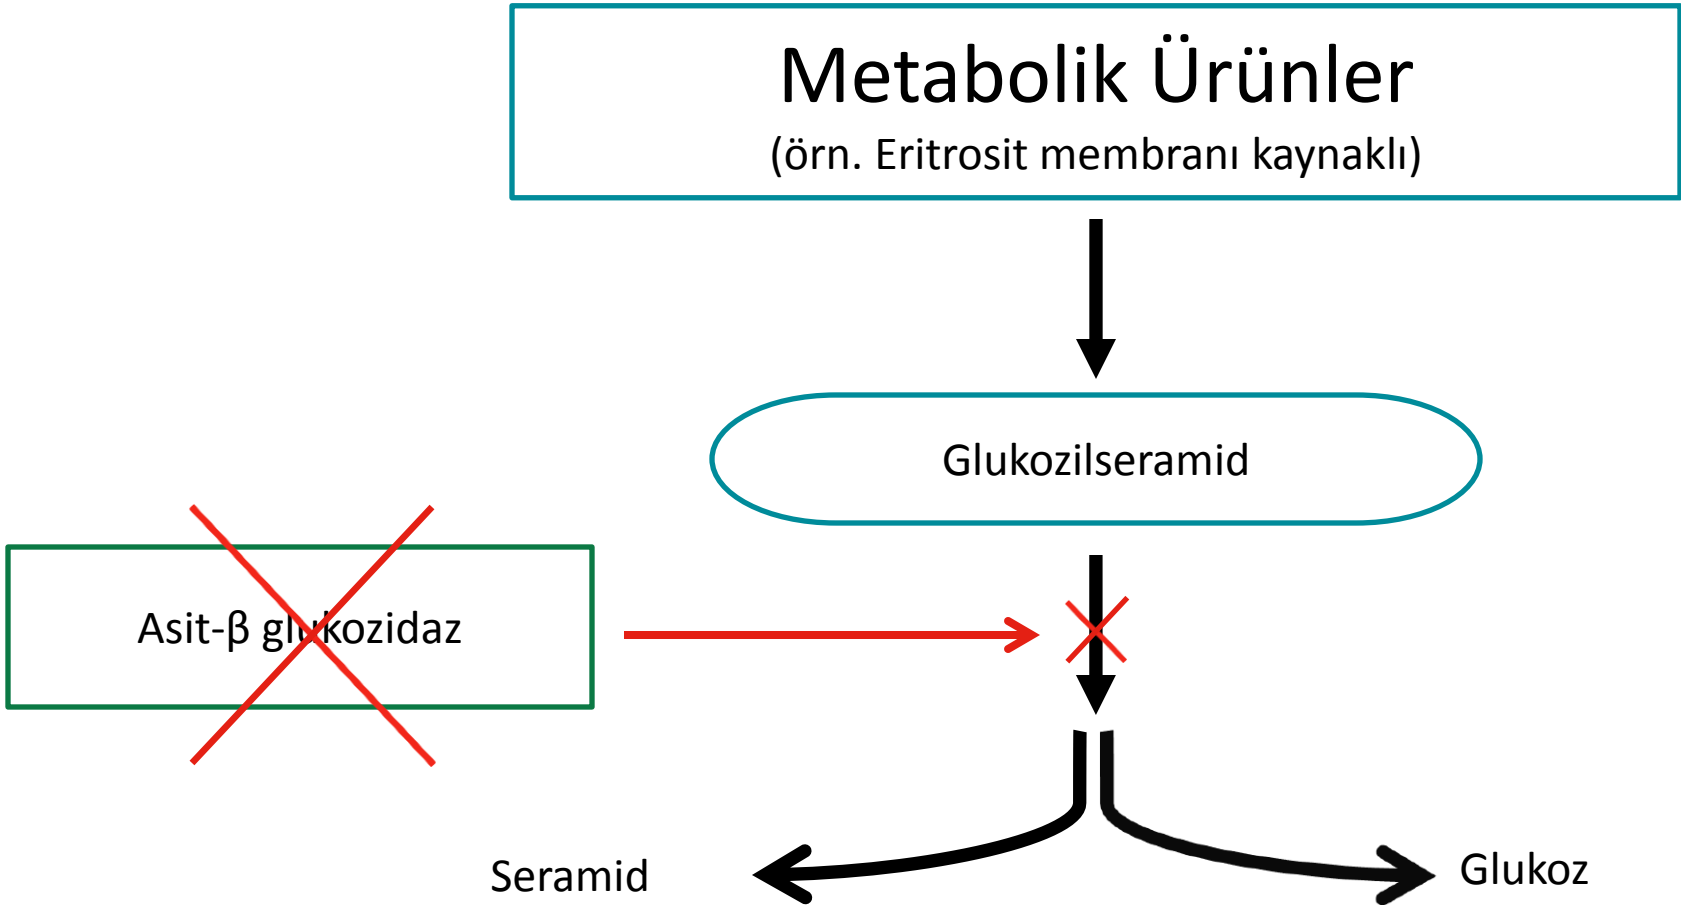 Metabolik Ürünler
(örn. Eritrosit membranı kaynaklı)
Glukozilseramid
Asit-β glukozidaz
Seramid
Glukoz